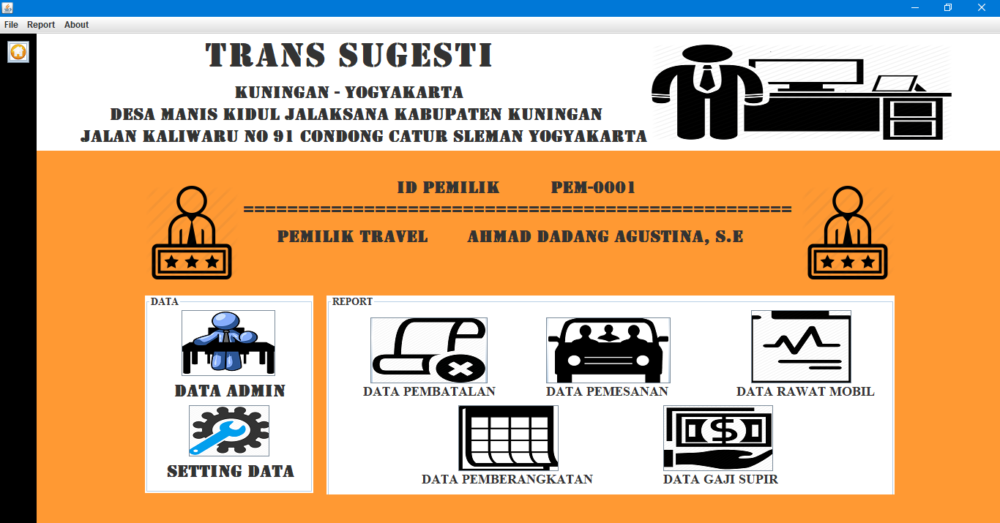 File Report About
TRANS SUGESTI
KUNINGAN - YOGYAKARTA
DESA MANIS KIDUL JALAKSANA KABUPATEN KUNINGAN
JALAN KALIWARU NO 91 CONDONG CATUR SLEMAN YOGYAKARTA
ID PEMILIK PEM-0001
==================================================
PEMILIK TRAVEL AHMAD DADANG AGUSTINA, S.E
DATA
DATA ADMIN
SETTING DATA
REPORT
DATA PEMBATALAN
DATA PEMESANAN
DATA RAWAT MOBIL
DATA PEMBERANGKATAN
DATA GAJI SUPIR